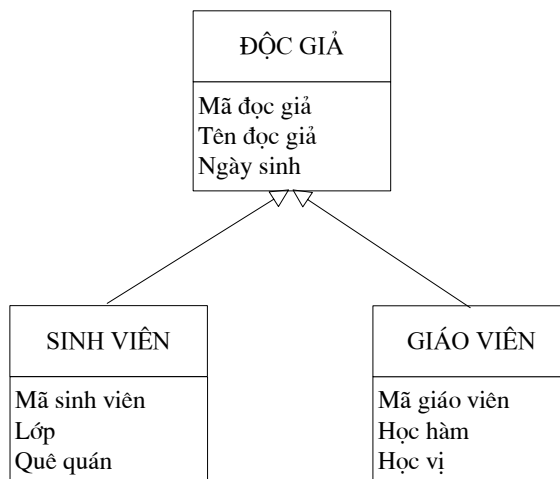 ĐỘC GIẢ
Mã đọc giả
Tên đọc giả
Ngày sinh
SINH VIÊN
Mã sinh viên
Lớp
Quê quán
GIÁO VIÊN
Mã giáo viên
Học hàm
Học vị